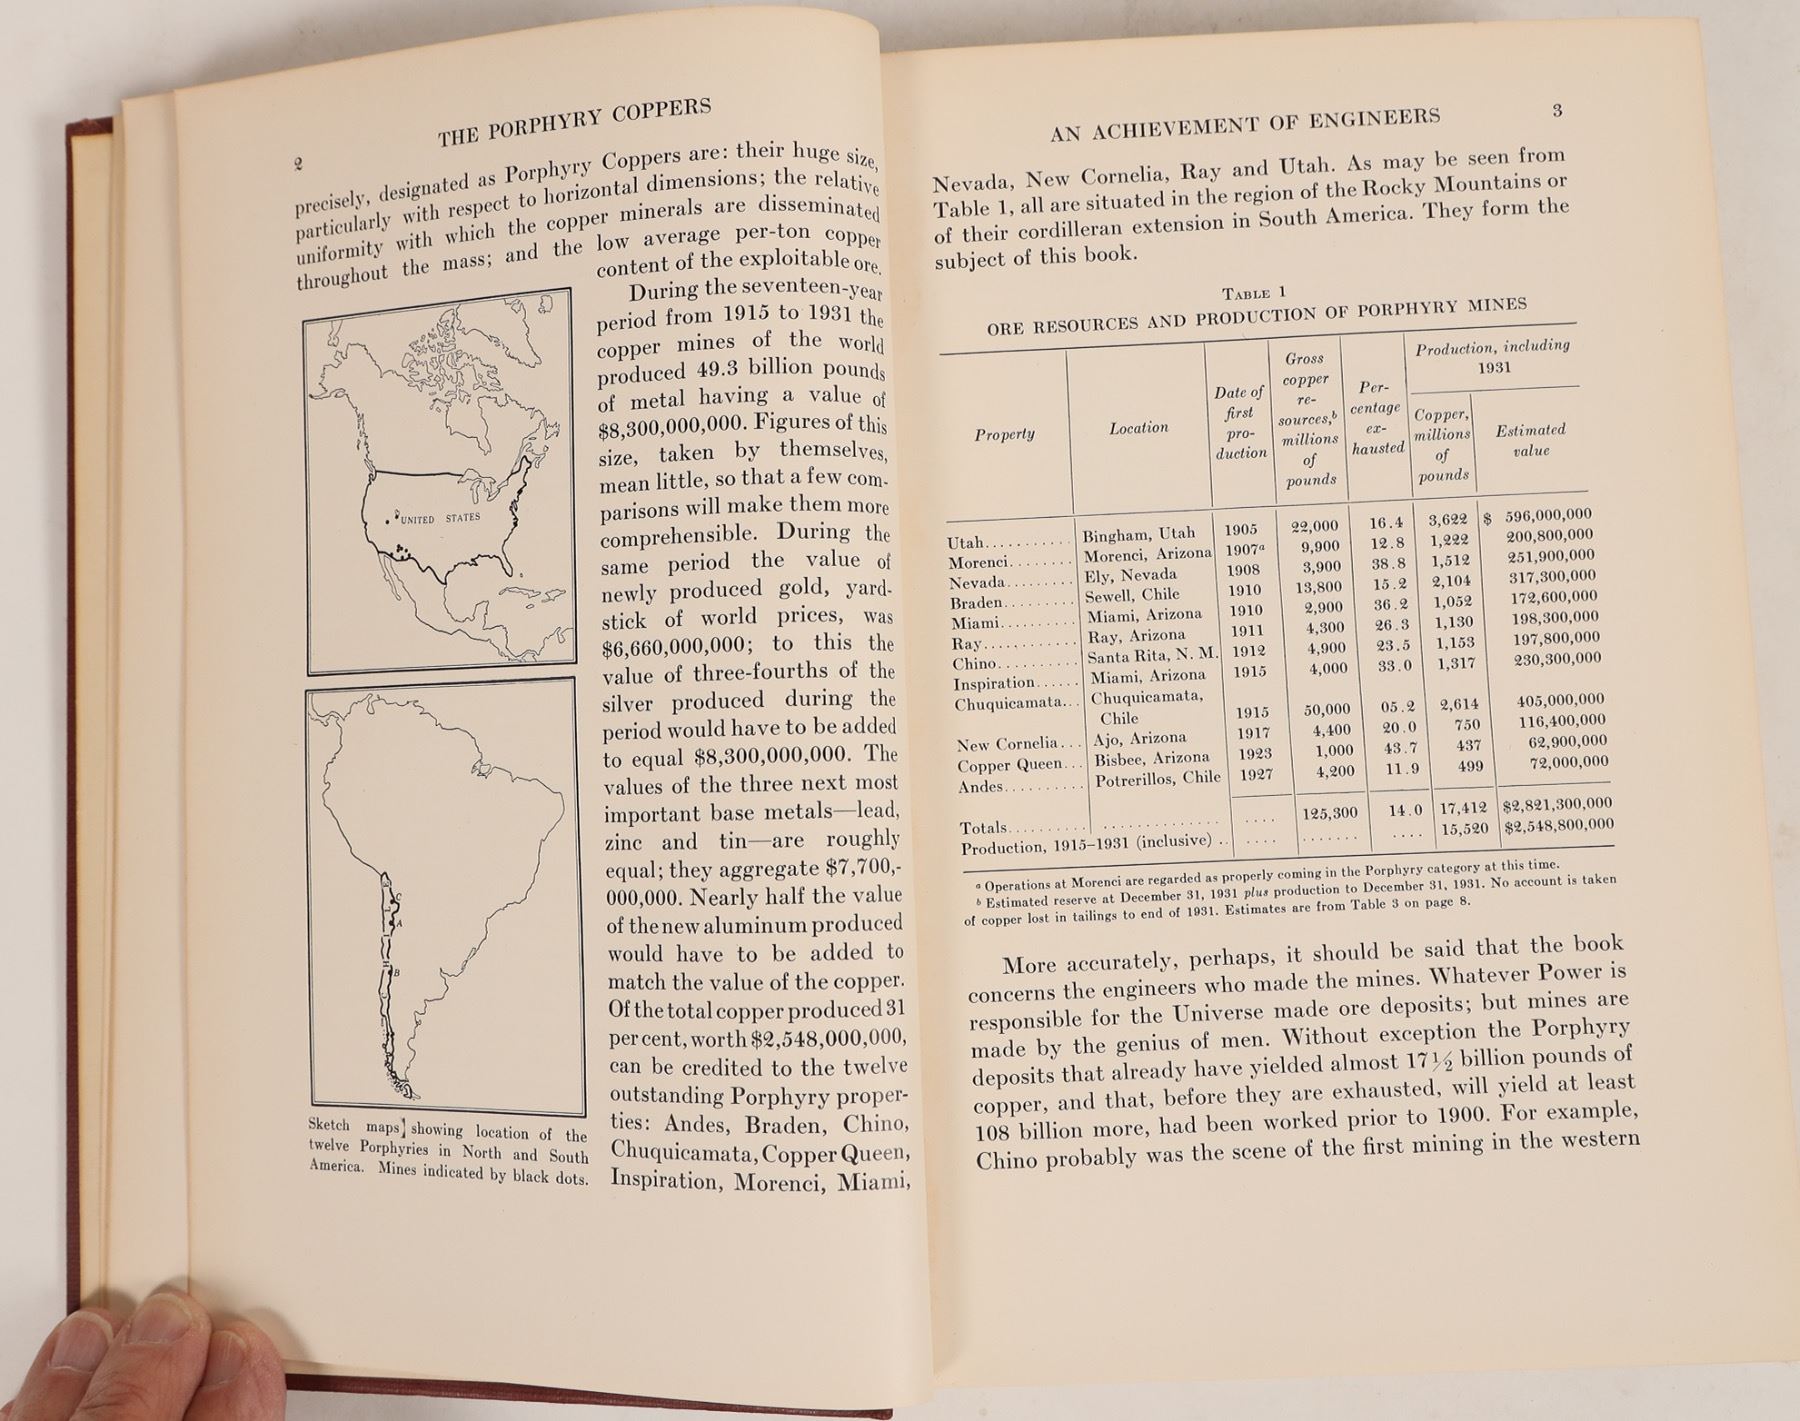 2
THE PORPHYRY COPPERS
precisely, designated as Porphyry Coppers are: their huge size,
particularly with respect to horizontal dimensions; the relative
uniformity with which the copper minerals are disseminated
throughout the mass; and the low average per-ton copper
content of the exploitable ore.
During the seventeen-year
period from 1915 to 1931 the
copper mines of the world
produced 49.3 billion pounds
of metal having a value of
$8,300,000,000. Figures of this
size, taken by themselves,
mean little, so that a few com-
parisons will make them more
comprehensible. During the
same period the value of
newly produced gold, yard-
stick of world prices, was
$6,660,000,000; to this the
value of three-fourths of the
silver produced during the
period would have to be added
to equal $8,300,000,000. The
values of the three next most
important base metals—lead,
zinc and tin—are roughly
equal; they aggregate $7,700,-
000,000. Nearly half the value
of the new aluminum produced
would have to be added to
match the value of the copper.
Of the total copper produced 31
per cent, worth $2,548,000,000,
can be credited to the twelve
outstanding Porphyry proper-
ties: Andes, Braden, Chino,
Chuquicamata, Copper Queen,
Inspiration, Morenci, Miami,
UNITED STATES
C
A
B
Sketch maps] showing location of the
twelve Porphyries in North and South
America. Mines indicated by black dots.
AN ACHIEVEMENT OF ENGINEERS
3
Nevada, New Cornelia, Ray and Utah. As may be seen from
Table 1, all are situated in the region of the Rocky Mountains or
of their cordilleran extension in South America. They form the
subject of this book.
TABLE 1
ORE RESOURCES AND PRODUCTION OF PORPHYRY MINES
Property
Location
Date of
first
pro-
duction
Gross
copper
re-
sources,b
millions
of
pounds
Per-
centage
ex-
hausted
Production, including
1931
Copper,
millions
of
pounds
Estimated
value
Utah........... Bingham, Utah 1905 22,000 16.4 3,622 $ 596,000,000
Morenci........ Morenci, Arizona 1907a 9,900 12.8 1,222 200,800,000
Nevada......... Ely, Nevada 1908 3,900 38.8 1,512 251,900,000
Braden......... Sewell, Chile 1910 13,800 15.2 2,104 317,300,000
Miami.......... Miami, Arizona 1910 2,900 36.2 1,052 172,600,000
Ray............ Ray, Arizona 1911 4,300 26.3 1,130 198,300,000
Chino.......... Santa Rita, N. M. 1912 4,900 23.5 1,153 197,800,000
Inspiration...... Miami, Arizona 1915 4,000 33.0 1,317 230,300,000
Chuquicamata... Chuquicamata,
Chile 1915 50,000 05.2 2,614 405,000,000
New Cornelia... Ajo, Arizona 1917 4,400 20.0 750 116,400,000
Copper Queen... Bisbee, Arizona 1923 1,000 43.7 437 62,900,000
Andes.......... Potrerillos, Chile 1927 4,200 11.9 499 72,000,000
Totals.......... .............. .... 125,300 14.0 17,412 $2,821,300,000
Production, 1915–1931 (inclusive) .. .... ....... .... 15,520 $2,548,800,000
a Operations at Morenci are regarded as properly coming in the Porphyry category at this time.
b Estimated reserve at December 31, 1931 plus production to December 31, 1931. No account is taken
of copper lost in tailings to end of 1931. Estimates are from Table 3 on page 8.
More accurately, perhaps, it should be said that the book
concerns the engineers who made the mines. Whatever Power is
responsible for the Universe made ore deposits; but mines are
made by the genius of men. Without exception the Porphyry
deposits that already have yielded almost 17½ billion pounds of
copper, and that, before they are exhausted, will yield at least
108 billion more, had been worked prior to 1900. For example,
Chino probably was the scene of the first mining in the western